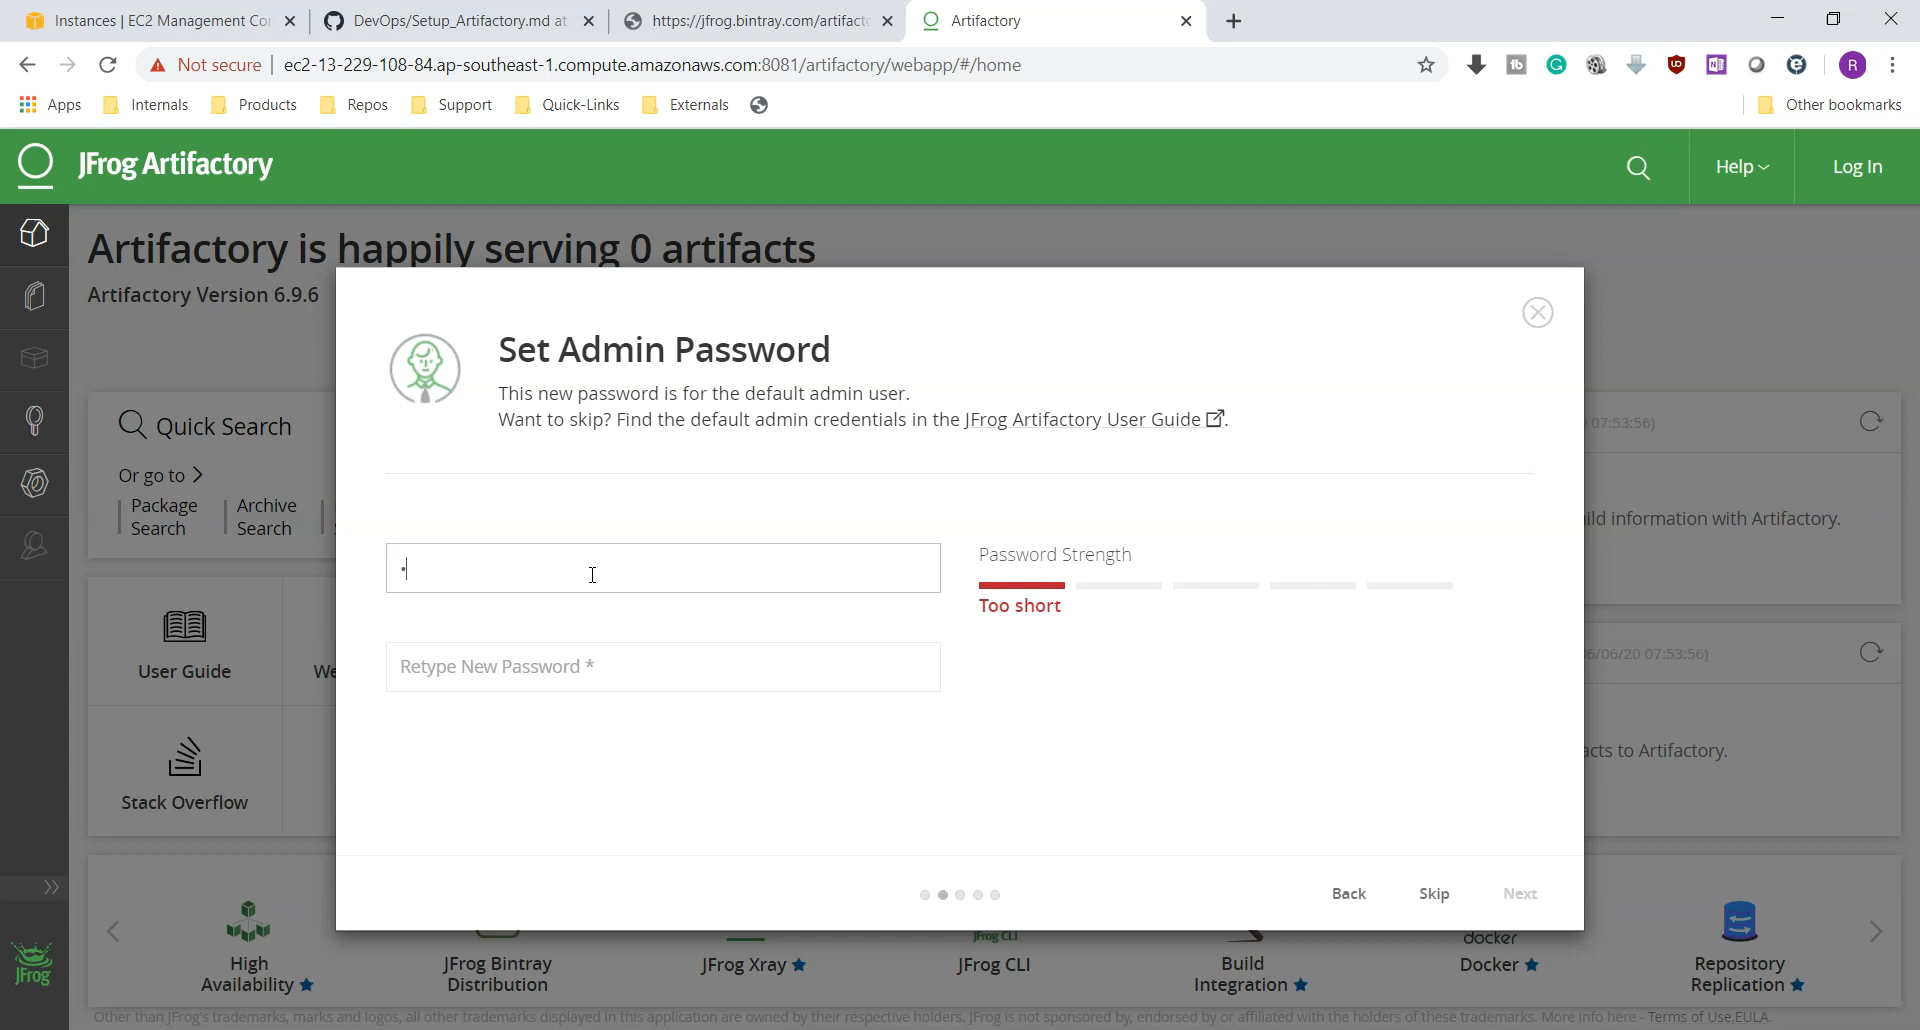 Instances | EC2 Management Con
DevOps/Setup_Artifactory.md at
https://jfrog.bintray.com/artifacto
Artifactory
Not secure
ec2-13-229-108-84.ap-southeast-1.compute.amazonaws.com:8081/artifactory/webapp/#/home
R
Apps
Internals
Products
Repos
Support
Quick-Links
Externals
Other bookmarks
JFrog Artifactory
Help
Log In
Artifactory is happily serving 0 artifacts
Artifactory Version 6.9.6
Set Admin Password
This new password is for the default admin user.
Want to skip? Find the default admin credentials in the JFrog Artifactory User Guide.
Quick Search
07:53:56)
Or go to >
Package Search
Archive Search
ild information with Artifactory.
Password Strength
Too short
Retype New Password *
User Guide
We
6/06/20 07:53:56)
Stack Overflow
acts to Artifactory.
Back
Skip
Next
JFrog
High Availability
JFrog Bintray Distribution
JFrog Xray
JFrog CLI
JFrog CLI
Build Integration
docker
Docker
Repository Replication
Other than JFrog's trademarks, marks and logos, all other trademarks displayed in this application are owned by their respective holders. JFrog is not sponsored by, endorsed by or affiliated with the holders of these trademarks. More info here - Terms of Use,EULA.